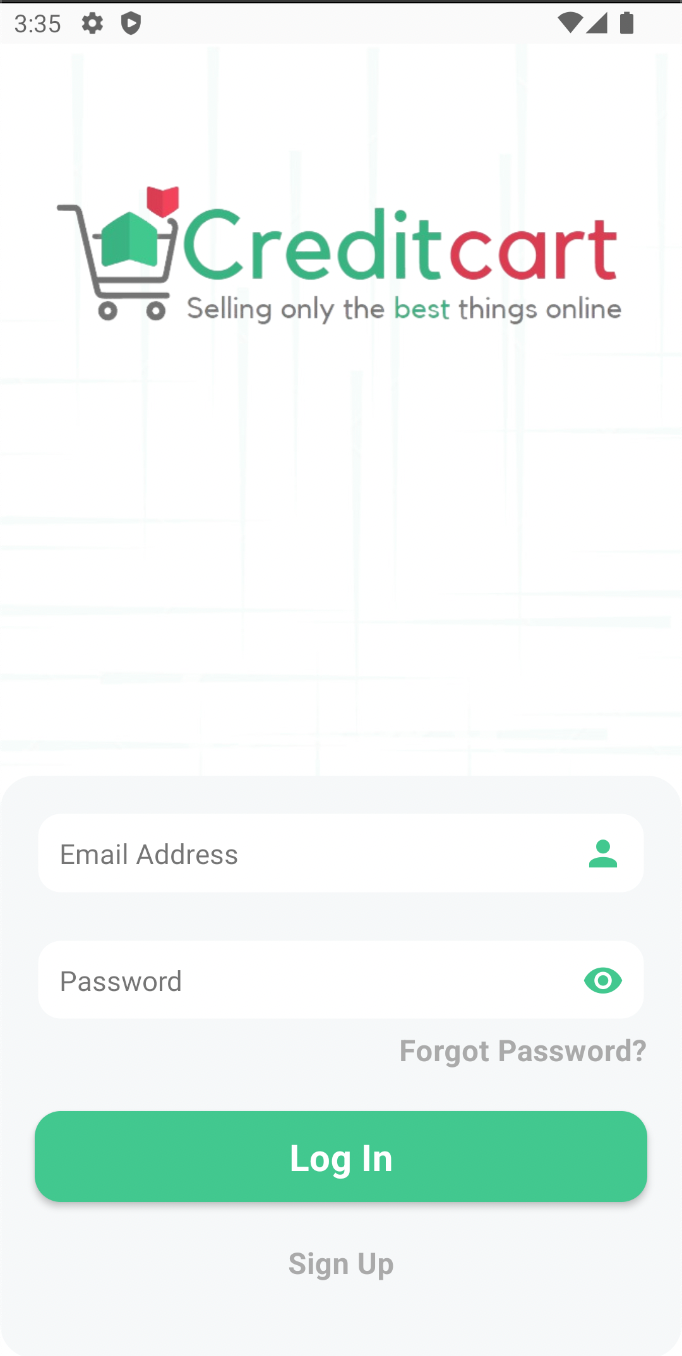 3:35
Creditcart
Selling only the best things online
Email Address
Password
Forgot Password?
Log In
Sign Up